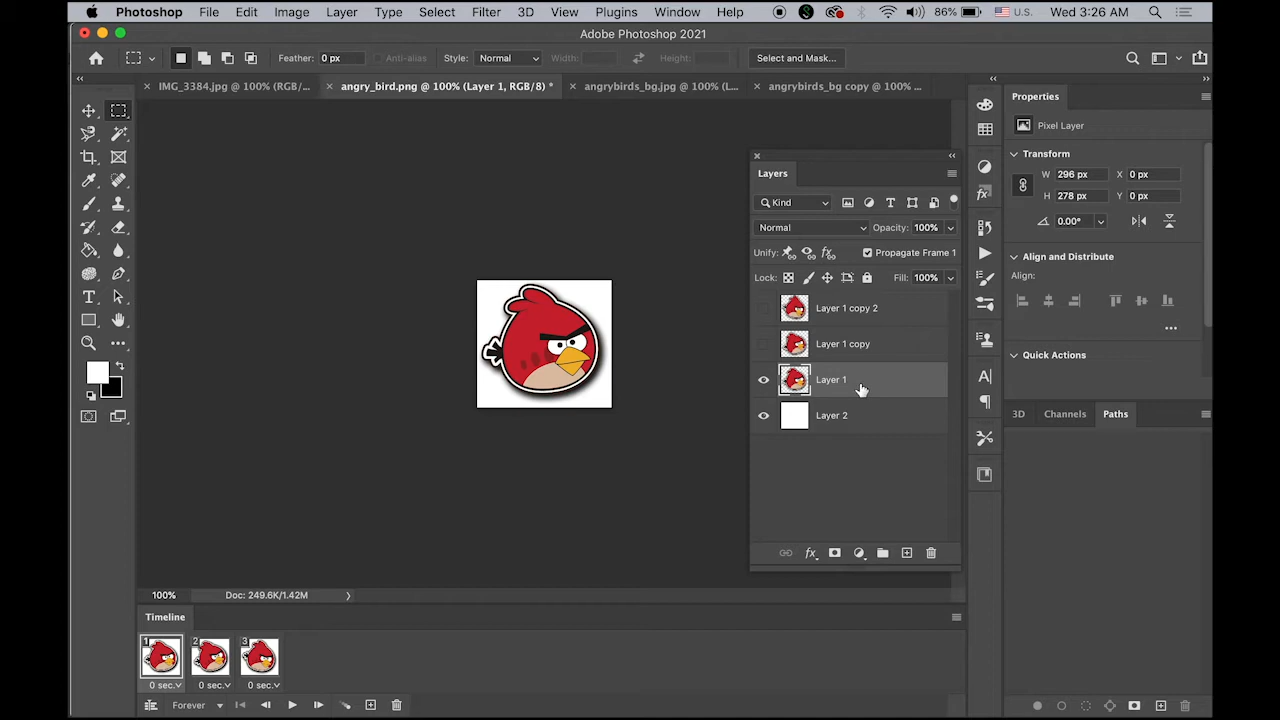 Photoshop File Edit Image Layer Type Select Filter 3D View Plugins Window Help 86% U.S. Wed 3:26 AM
Adobe Photoshop 2021
Feather: 0 px Anti-alias Style: Normal Width: Height: Select and Mask...
IMG_3384.jpg @ 100% (RGB/... angry_bird.png @ 100% (Layer 1, RGB/8) * angrybirds_bg.jpg @ 100% (L... angrybirds_bg copy @ 100% ...
Properties
Pixel Layer
Transform
W 296 px X 0 px
H 278 px Y 0 px
0.00°
Align and Distribute
Align:
Quick Actions
3D Channels Paths
Layers
Kind
Normal Opacity: 100%
Unify: Propagate Frame 1
Lock: Fill: 100%
Layer 1 copy 2
Layer 1 copy
Layer 1
Layer 2
fx
100% Doc: 249.6K/1.42M
Timeline
1 2 3
0 sec. 0 sec. 0 sec.
Forever